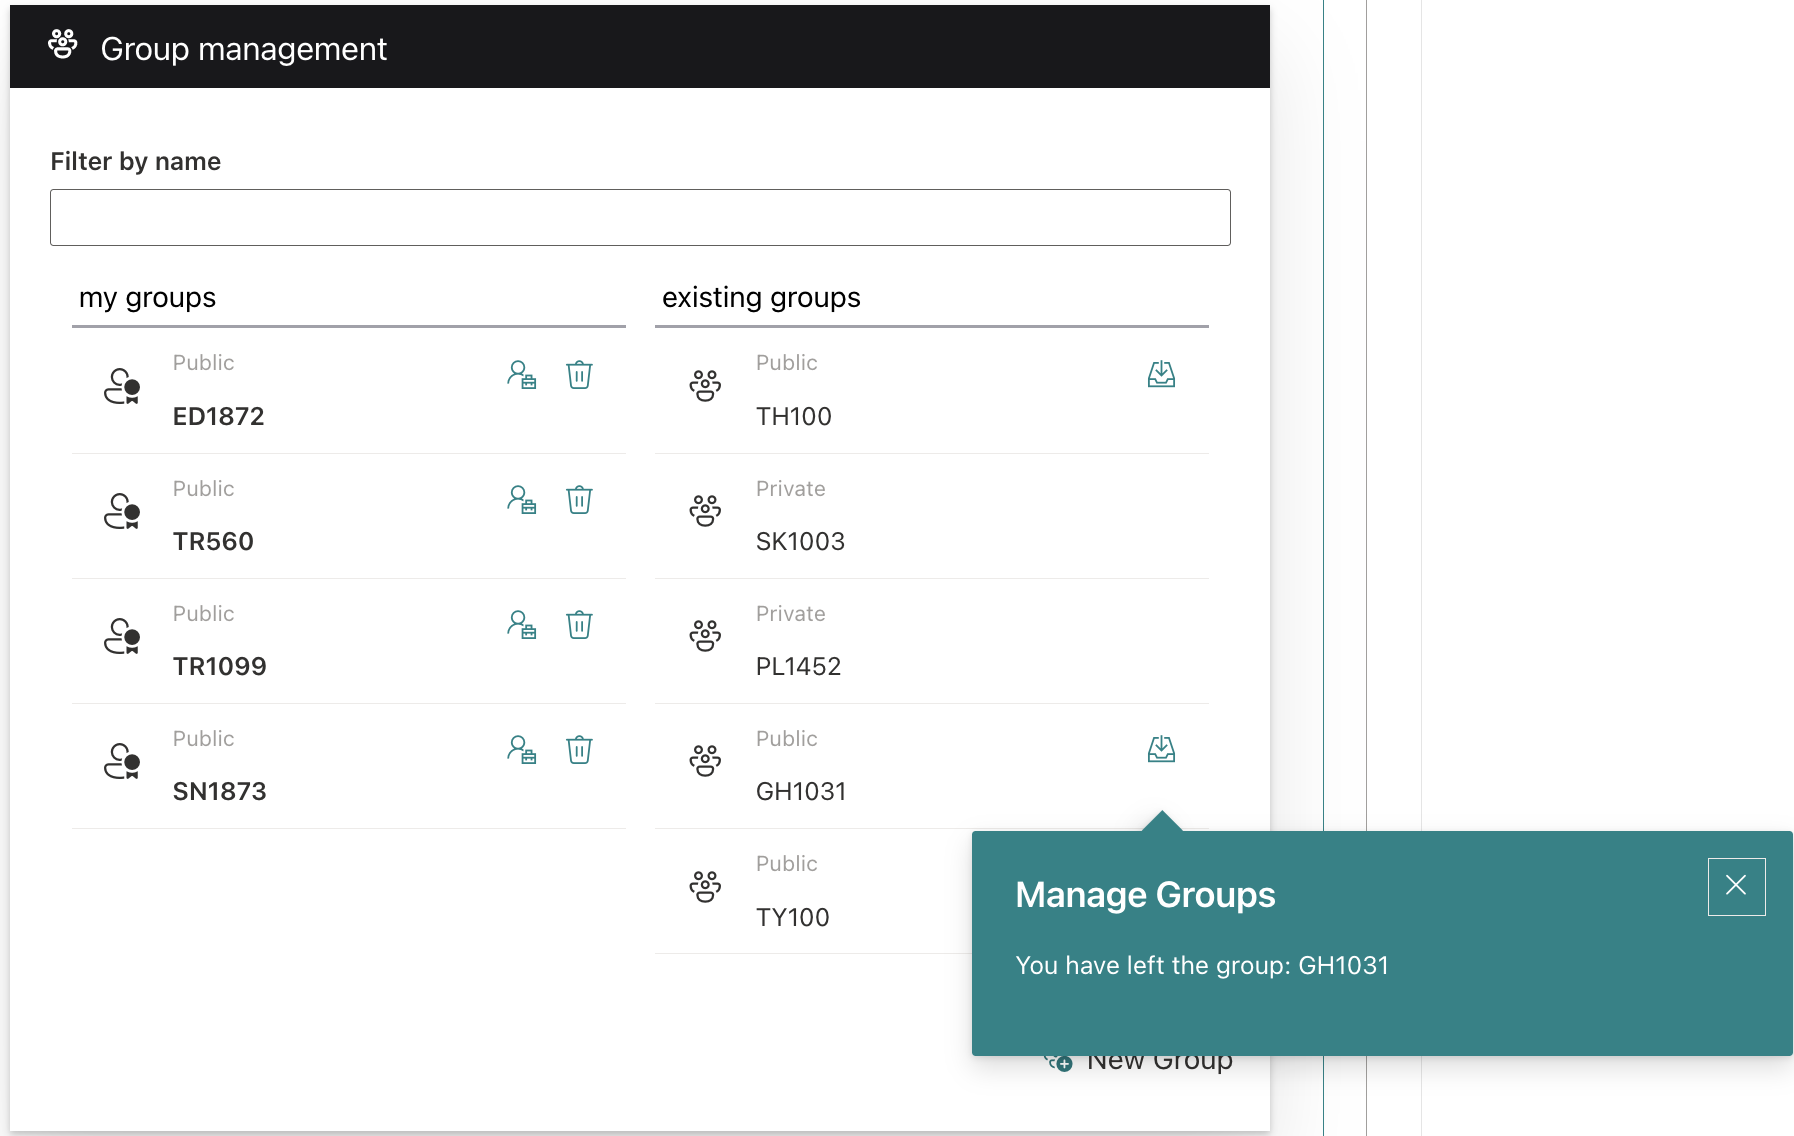 Group management
Filter by name
my groups
existing groups
Public
ED1872
Public
TH100
Public
TR560
Private
SK1003
Public
TR1099
Private
PL1452
Public
SN1873
Public
GH1031
Public
TY100
Manage Groups
You have left the group: GH1031
New Group